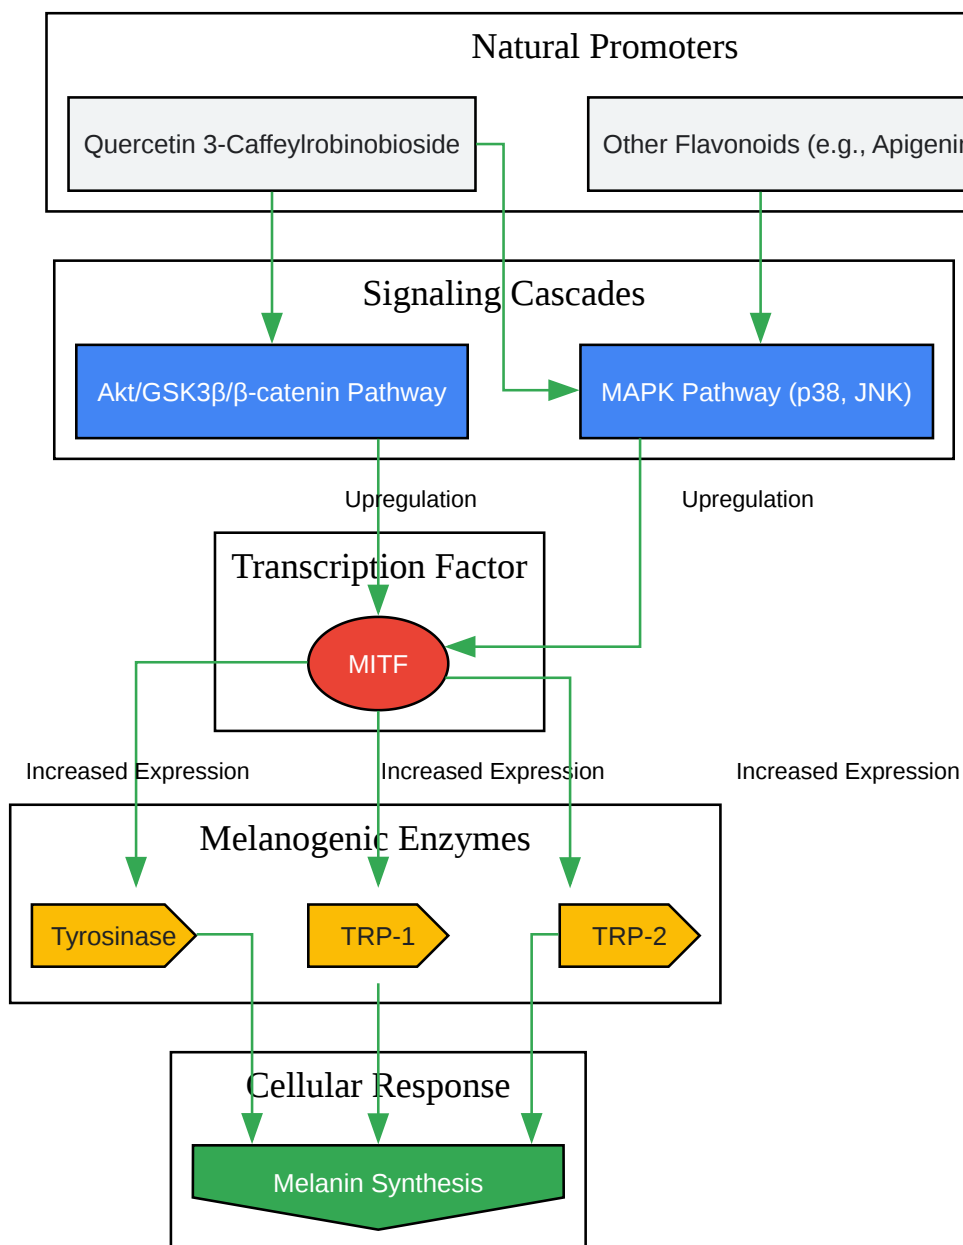 Natural Promoters
Quercetin 3-Caffeylrobinobioside
Other Flavonoids (e.g., Apigenin
Signaling Cascades
Akt/GSK3β/β-catenin Pathway
MAPK Pathway (p38, JNK)
Upregulation
Upregulation
Transcription Factor
MITF
Increased Expression
Increased Expression
Increased Expression
Melanogenic Enzymes
Tyrosinase
TRP-1
TRP-2
Cellular Response
Melanin Synthesis